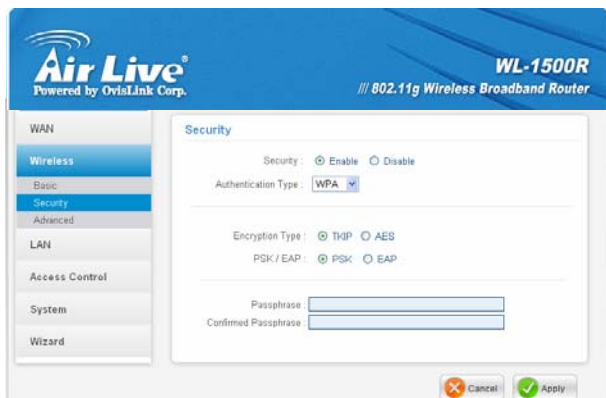 Air Live®
Powered by OvisLink Corp.
WL-1500R
/// 802.11g Wireless Broadband Router
WAN
Wireless
Basic
Security
Advanced
LAN
Access Control
System
Wizard
Security
Security : Enable Disable
Authentication Type : WPA
Encryption Type : TKIP AES
PSK / EAP : PSK EAP
Passphrase :
Confirmed Passphrase :
Cancel Apply